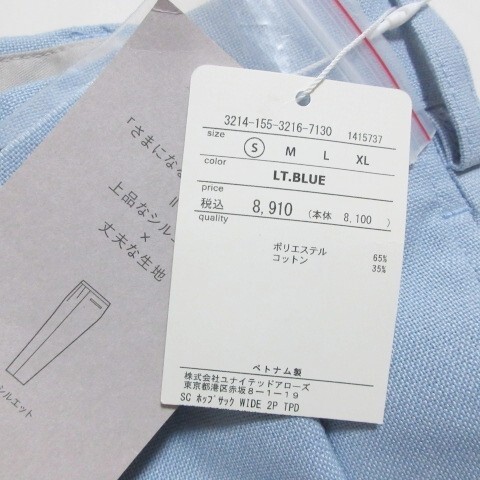 「さまになな
＝
上品なシルエ
×
丈夫な生地
シルエット
3214-155-3216-7130 1415737
size
S M L XL
color
LT.BLUE
price
税込 8,910 (本体 8,100 )
quality
ポリエステル 65%
コットン 35%
ベトナム製
株式会社ユナイテッドアローズ
東京都港区赤坂8-1-19
SC ホップサック WIDE 2P TPD